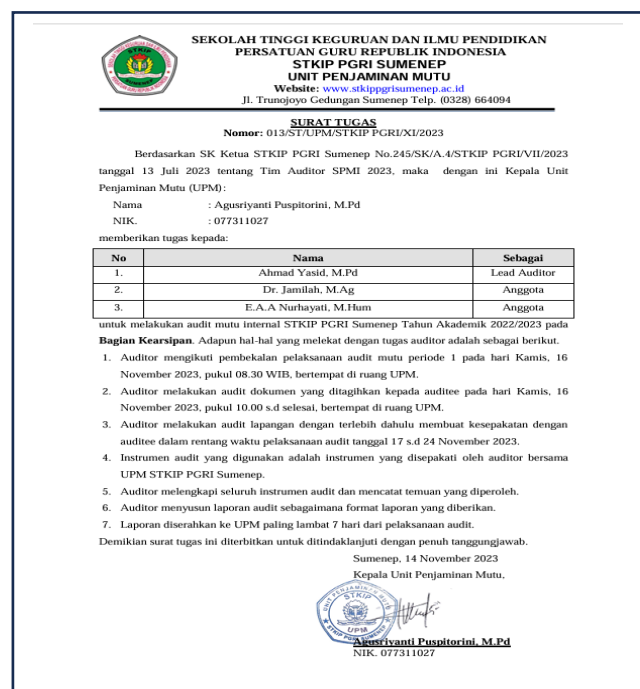 SEKOLAH TINGGI KEGURUAN DAN ILMU PENDIDIKAN
PERSATUAN GURU REPUBLIK INDONESIA
STKIP PGRI SUMENEP
UNIT PENJAMINAN MUTU
Website: www.stkippgrisumenep.ac.id
Jl. Trunojoyo Gedungan Sumenep Telp. (0328) 664094
SURAT TUGAS
Nomor: 013/ST/UPM/STKIP PGRI/XI/2023
Berdasarkan SK Ketua STKIP PGRI Sumenep No.245/SK/A.4/STKIP PGRI/VII/2023
tanggal 13 Juli 2023 tentang Tim Auditor SPMI 2023, maka dengan ini Kepala Unit
Penjaminan Mutu (UPM):
Nama : Agusriyanti Puspitorini, M.Pd
NIK. : 077311027
memberikan tugas kepada:
No Nama Sebagai
1. Ahmad Yasid, M.Pd Lead Auditor
2. Dr. Jamilah, M.Ag Anggota
3. E.A.A Nurhayati, M.Hum Anggota
untuk melakukan audit mutu internal STKIP PGRI Sumenep Tahun Akademik 2022/2023 pada
Bagian Kearsipan. Adapun hal-hal yang melekat dengan tugas auditor adalah sebagai berikut.
1. Auditor mengikuti pembekalan pelaksanaan audit mutu periode 1 pada hari Kamis, 16
November 2023, pukul 08.30 WIB, bertempat di ruang UPM.
2. Auditor melakukan audit dokumen yang ditagihkan kepada auditee pada hari Kamis, 16
November 2023, pukul 10.00 s.d selesai, bertempat di ruang UPM.
3. Auditor melakukan audit lapangan dengan terlebih dahulu membuat kesepakatan dengan
auditee dalam rentang waktu pelaksanaan audit tanggal 17 s.d 24 November 2023.
4. Instrumen audit yang digunakan adalah instrumen yang disepakati oleh auditor bersama
UPM STKIP PGRI Sumenep.
5. Auditor melengkapi seluruh instrumen audit dan mencatat temuan yang diperoleh.
6. Auditor menyusun laporan audit sebagaimana format laporan yang diberikan.
7. Laporan diserahkan ke UPM paling lambat 7 hari dari pelaksanaan audit.
Demikian surat tugas ini diterbitkan untuk ditindaklanjuti dengan penuh tanggungjawab.
Sumenep, 14 November 2023
Kepala Unit Penjaminan Mutu,
UNIT PENJAMINAN MUTU
STKIP
UPM
STKIP PGRI SUMENEP
Agusriyanti Puspitorini, M.Pd
NIK. 077311027